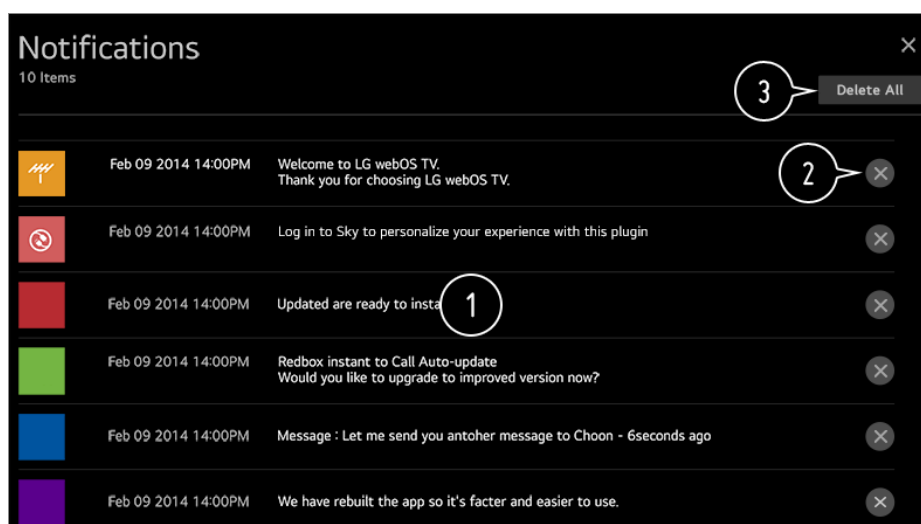 Notifications
10 Items
3
Delete All
Feb 09 2014 14:00PM
Welcome to LG webOS TV.
Thank you for choosing LG webOS TV.
2
Feb 09 2014 14:00PM
Log in to Sky to personalize your experience with this plugin
Feb 09 2014 14:00PM
Updated are ready to insta
1
Feb 09 2014 14:00PM
Redbox instant to Call Auto-update
Would you like to upgrade to improved version now?
Feb 09 2014 14:00PM
Message : Let me send you antoher message to Choon - 6seconds ago
Feb 09 2014 14:00PM
We have rebuilt the app so it's facter and easier to use.